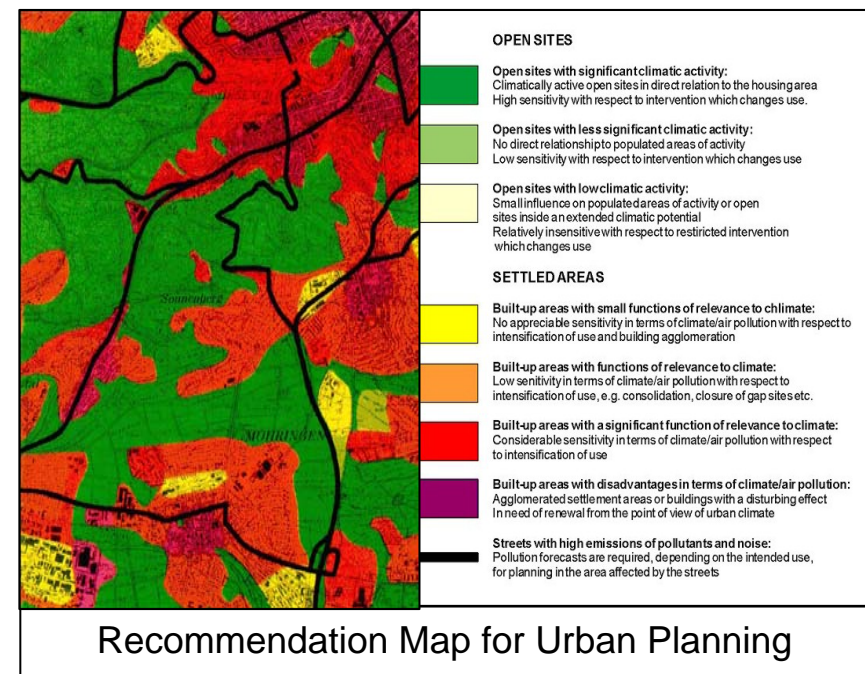 OPEN SITES
Open sites with significant climatic activity:
Climatically active open sites in direct relation to the housing area
High sensitivity with respect to intervention which changes use.
Open sites with less significant climatic activity:
No direct relationship to populated areas of activity
Low sensitivity with respect to intervention which changes use
Open sites with low climatic activity:
Small influence on populated areas of activity or open
sites inside an extended climatic potential
Relatively insensitive with respect to restiricted intervention
which changes use
SETTLED AREAS
Built-up areas with small functions of relevance to chlimate:
No appreciable sensitivity in terms of climate/air pollution with respect to
intensification of use and building agglomeration
Built-up areas with functions of relevance to climate:
Low senitivity in terms of climate/air pollution with respect to
intensification of use, e.g. consolidation, closure of gap sites etc.
Built-up areas with a significant function of relevance to climate:
Considerable sensitivity in terms of climate/air pollution with respect
to intensification of use
Built-up areas with disadvantages in terms of climate/air pollution:
Agglomerated settlement areas or buildings with a disturbing effect
In need of renewal from the point of view of urban climate
Streets with high emissions of pollutants and noise:
Pollution forecasts are required, depending on the intended use,
for planning in the area affected by the streets
Sonnenberg
MÖHRINGEN
Recommendation Map for Urban Planning